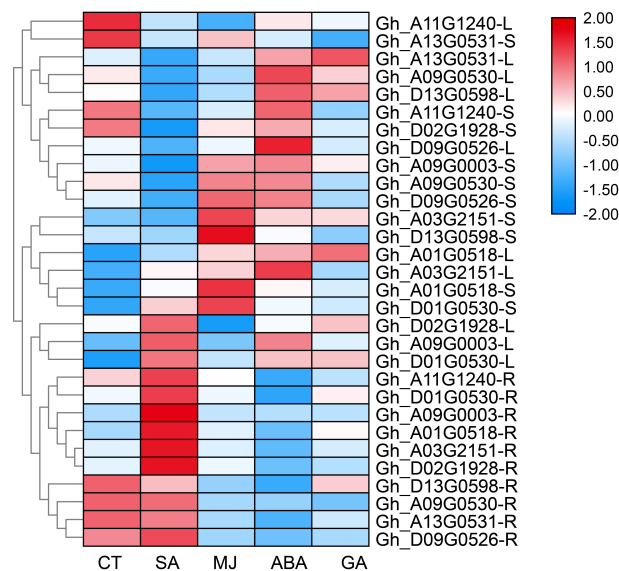 Gh_A11G1240-L
Gh_A13G0531-S
Gh_A13G0531-L
Gh_A09G0530-L
Gh_D13G0598-L
Gh_A11G1240-S
Gh_D02G1928-S
Gh_D09G0526-L
Gh_A09G0003-S
Gh_A09G0530-S
Gh_D09G0526-S
Gh_A03G2151-S
Gh_D13G0598-S
Gh_A01G0518-L
Gh_A03G2151-L
Gh_A01G0518-S
Gh_D01G0530-S
Gh_D02G1928-L
Gh_A09G0003-L
Gh_D01G0530-L
Gh_A11G1240-R
Gh_D01G0530-R
Gh_A09G0003-R
Gh_A01G0518-R
Gh_A03G2151-R
Gh_D02G1928-R
Gh_D13G0598-R
Gh_A09G0530-R
Gh_A13G0531-R
Gh_D09G0526-R
CT SA MJ ABA GA
2.00
1.50
1.00
0.50
0.00
-0.50
-1.00
-1.50
-2.00